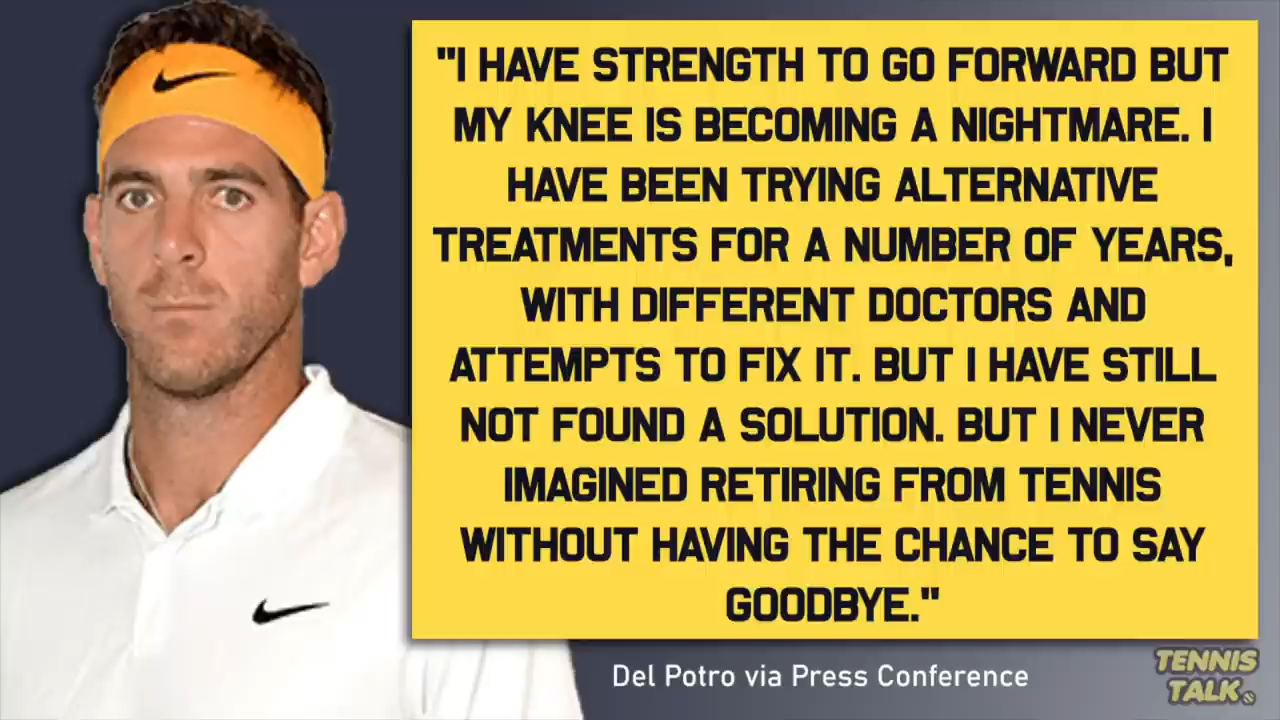 "I HAVE STRENGTH TO GO FORWARD BUT
MY KNEE IS BECOMING A NIGHTMARE. I
HAVE BEEN TRYING ALTERNATIVE
TREATMENTS FOR A NUMBER OF YEARS,
WITH DIFFERENT DOCTORS AND
ATTEMPTS TO FIX IT. BUT I HAVE STILL
NOT FOUND A SOLUTION. BUT I NEVER
IMAGINED RETIRING FROM TENNIS
WITHOUT HAVING THE CHANCE TO SAY
GOODBYE."
Del Potro via Press Conference
TENNIS
TALK